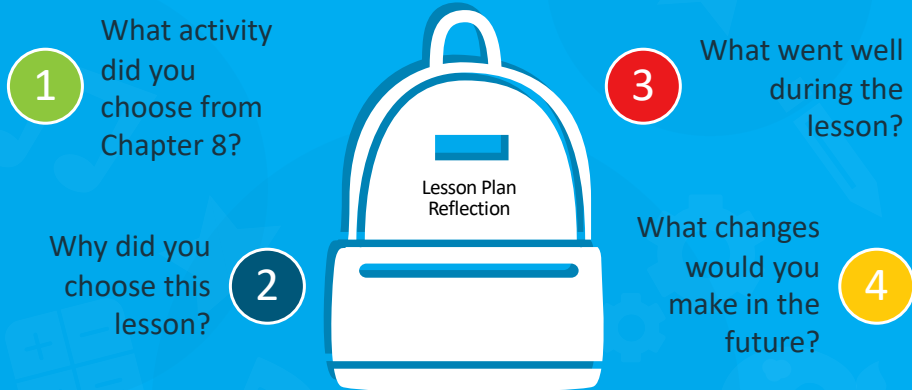 1
What activity
did you
choose from
Chapter 8?
Why did you
choose this
lesson?
2
Lesson Plan
Reflection
3
What went well
during the
lesson?
What changes
would you
make in the
future?
4